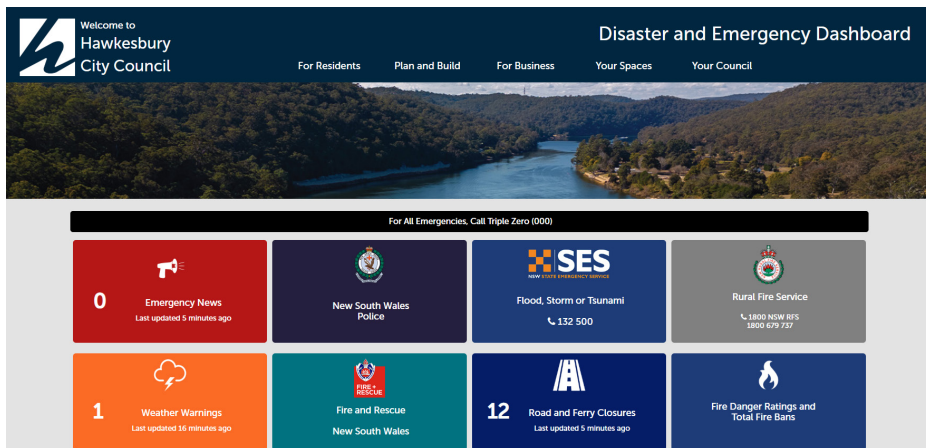 Welcome to
Hawkesbury
City Council
Disaster and Emergency Dashboard
For Residents
Plan and Build
For Business
Your Spaces
Your Council
For All Emergencies, Call Triple Zero (000)
0
Emergency News
Last updated 5 minutes ago
New South Wales
Police
SES
NSW STATE EMERGENCY SERVICE
Flood, Storm or Tsunami
132 500
Rural Fire Service
1800 NSW RFS
1800 679 737
1
Weather Warnings
Last updated 16 minutes ago
FIRE+
RESCUE
Fire and Rescue
New South Wales
12
Road and Ferry Closures
Last updated 5 minutes ago
Fire Danger Ratings and
Total Fire Bans